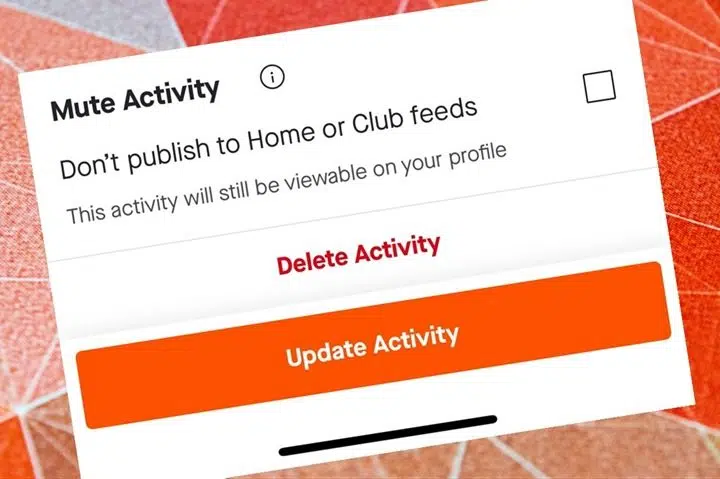 Mute Activity
Don't publish to Home or Club feeds
This activity will still be viewable on your profile
Delete Activity
Update Activity